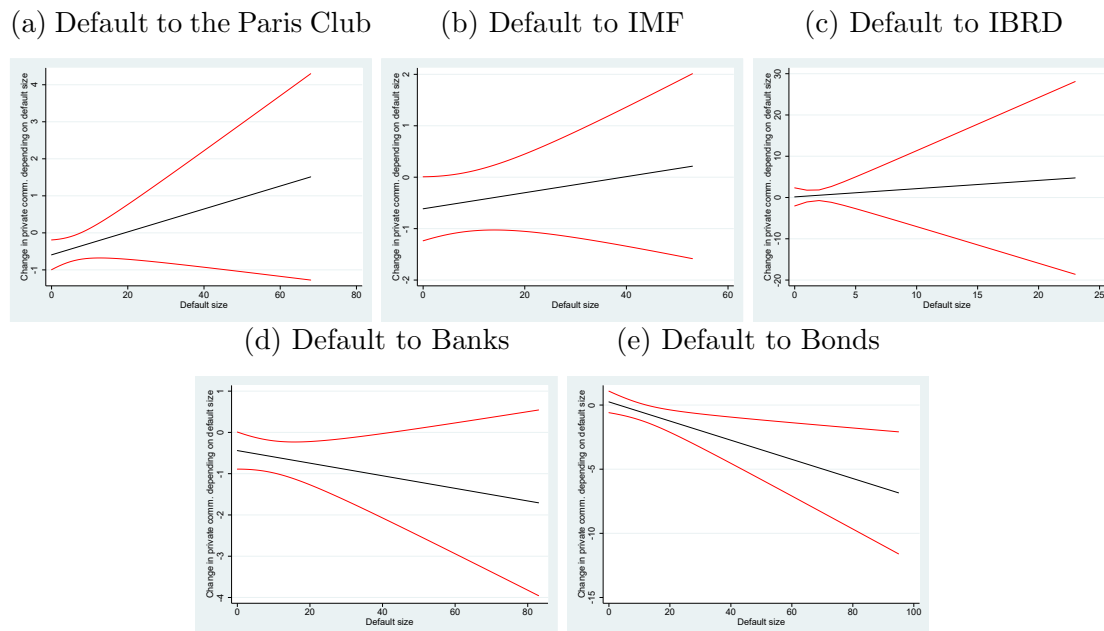 (a) Default to the Paris Club
(b) Default to IMF
(c) Default to IBRD
Change in private comm. depending on default size
-1 0 1 2 3 4
0 20 40 60 80
Default size
Change in private comm. depending on default size
-2 -1 0 1 2
0 20 40 60
Default size
Change in private comm. depending on default size
-20 -10 0 10 20 30
0 5 10 15 20 25
Default size
(d) Default to Banks
(e) Default to Bonds
Change in private comm. depending on default size
-4 -3 -2 -1 0 1
0 20 40 60 80
Default size
Change in private comm. depending on default size
-15 -10 -5 0
0 20 40 60 80 100
Default size